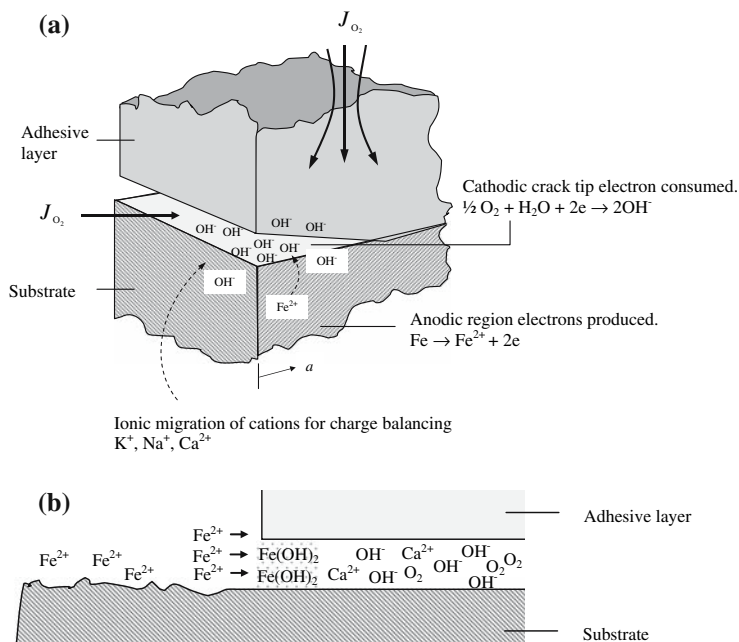 (a)
J O₂
Adhesive
layer
Cathodic crack tip electron consumed.
½ O₂ + H₂O + 2e → 2OH⁻
J O₂
OH⁻ OH⁻
OH⁻ OH⁻ OH⁻
OH⁻ OH⁻
OH⁻
OH⁻
OH⁻
Substrate
Fe²⁺
Anodic region electrons produced.
Fe → Fe²⁺ + 2e
a
Ionic migration of cations for charge balancing
K⁺, Na⁺, Ca²⁺
(b)
Adhesive layer
Fe²⁺
Fe²⁺ Fe²⁺ Fe²⁺ Fe(OH)₂ OH⁻ Ca²⁺ OH⁻
Fe²⁺ Fe²⁺ Fe(OH)₂ Ca²⁺ OH⁻ O₂ OH⁻ O₂ O₂
OH⁻
Substrate